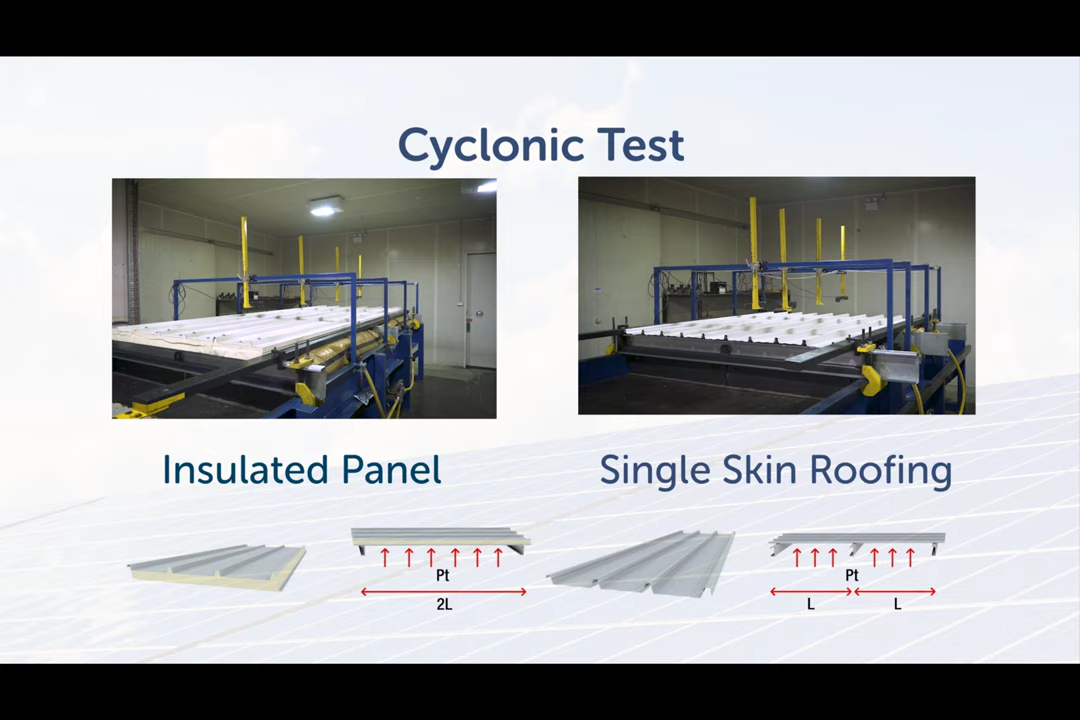 Cyclonic Test
Insulated Panel
Single Skin Roofing
Pt
2L
Pt
L
L